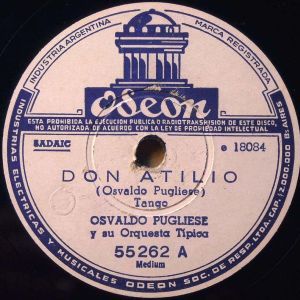 INDUSTRIA ARGENTINA
MARCA REGISTRADA
Odeon
ESTA PROHIBIDA LA EJECUCION PUBLICA O RADIOTRANSMISION DE ESTE DISCO,
NO AUTORIZADA DE ACUERDO CON LA LEY DE PROPIEDAD INTELECTUAL
SADAIC
e 18084
DON ATILIO
(Osvaldo Pugliese)
Tango
OSVALDO PUGLIESE
y su Orquesta Típica
55262 A
Medium
INDUSTRIAS ELECTRICAS Y MUSICALES ODEON SOC. DE RESP. LTDA. CAP. 12.000.000